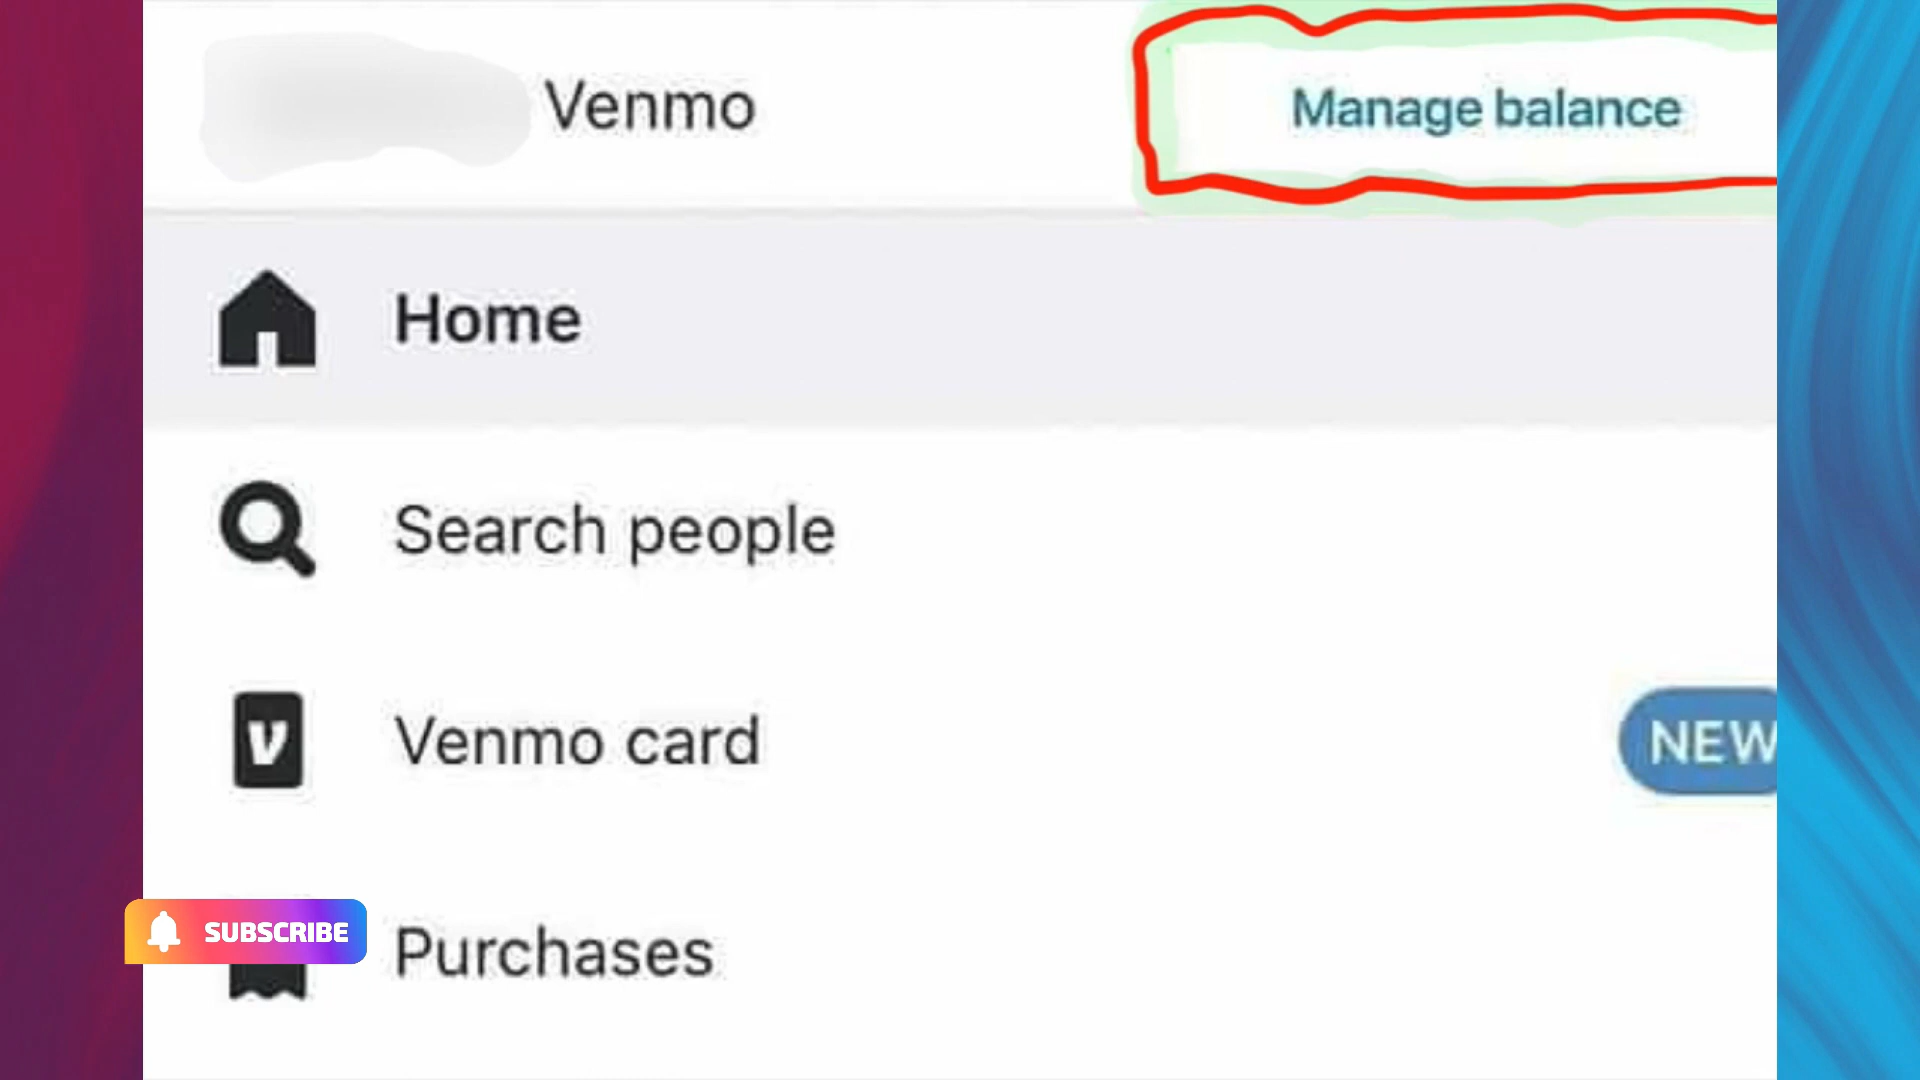 Venmo
Manage balance
Home
Search people
V
Venmo card
NEW
SUBSCRIBE
Purchases